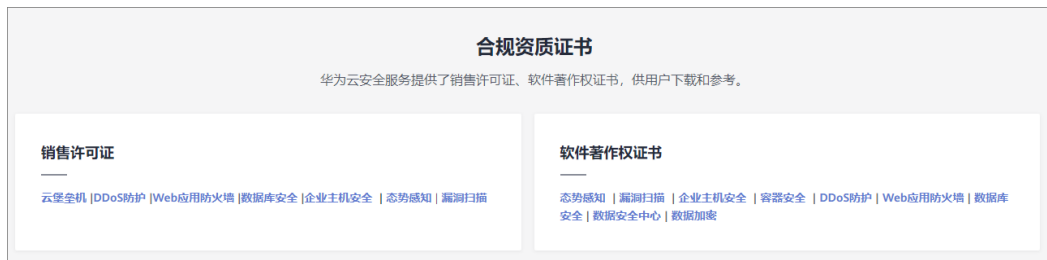 合规资质证书
华为云安全服务提供了销售许可证、软件著作权证书，供用户下载和参考。
销售许可证
云堡垒机 |DDoS防护 |Web应用防火墙 |数据库安全 |企业主机安全 | 态势感知 | 漏洞扫描
软件著作权证书
态势感知 | 漏洞扫描 | 企业主机安全 | 容器安全 | DDoS防护 | Web应用防火墙 | 数据库
安全 | 数据安全中心 | 数据加密